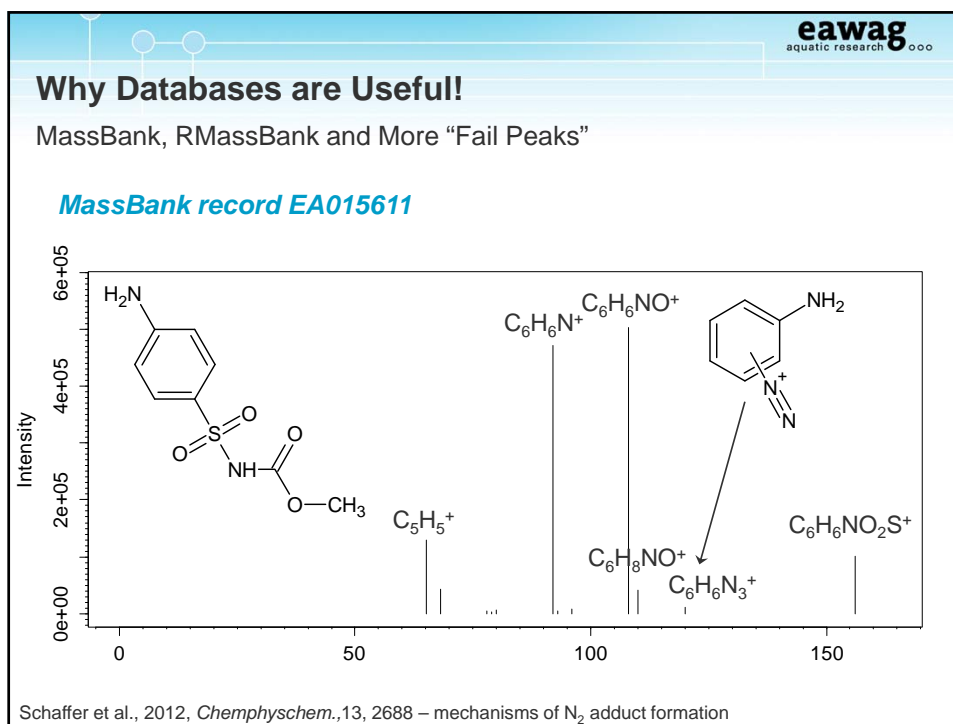 eawag
aquatic research ooo
Why Databases are Useful!
MassBank, RMassBank and More “Fail Peaks”
MassBank record EA015611
Intensity
6e+05
4e+05
2e+05
0e+00
0
50
100
150
H₂N
S
O
O
NH
O
O
CH₃
C₅H₅⁺
C₆H₆N⁺
C₆H₆NO⁺
C₆H₈NO⁺
NH₂
N⁺
N
C₆H₆N₃⁺
C₆H₆NO₂S⁺
Schaffer et al., 2012, Chemphyschem.,13, 2688 – mechanisms of N₂ adduct formation